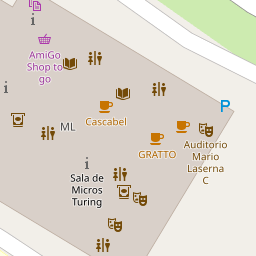 AmiGo
Shop to
go
P
Cascabel
ML
GRATTO
Auditorio
Mario
Laserna
C
Sala de
Micros
Turing